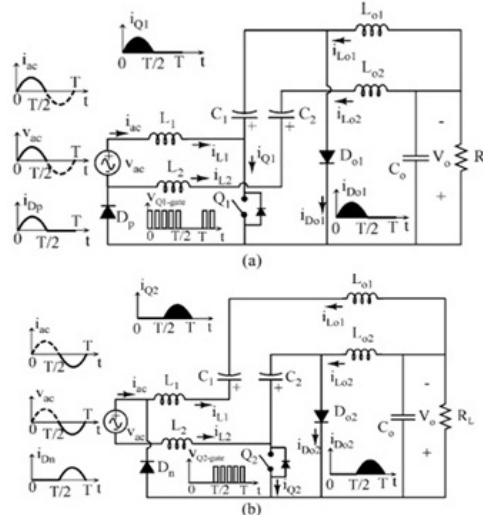 i_Q1
0 T/2 T t
i_ac
T
0 T/2 t
v_ac
T
0 T/2 t
i_Dp
0 T/2 T t
L_o1
i_Lo1
L_o2
i_Lo2
C_1
+
C_2
+
i_ac
L_1
i_L1
v_ac
L_2
i_L2
i_Q1
D_p
V_Q1-gate
0 T/2 T t
Q_1
D_o1
i_Do1
i_Do1
0 T/2 T t
C_o
-
V_o
+
R
(a)
i_Q2
0 T/2 T t
i_ac
0 T/2 T t
v_ac
0 T/2 T t
i_Dn
0 T/2 T t
L_o1
i_Lo1
L_o2
i_Lo2
C_1
+
C_2
+
i_ac
L_1
i_L1
v_ac
L_2
i_L2
D_n
V_Q2-gate
0 T/2 T t
Q_2
i_Q2
D_o2
i_Do2
i_Do2
0 T/2 T t
C_o
-
V_o
+
R_L
(b)